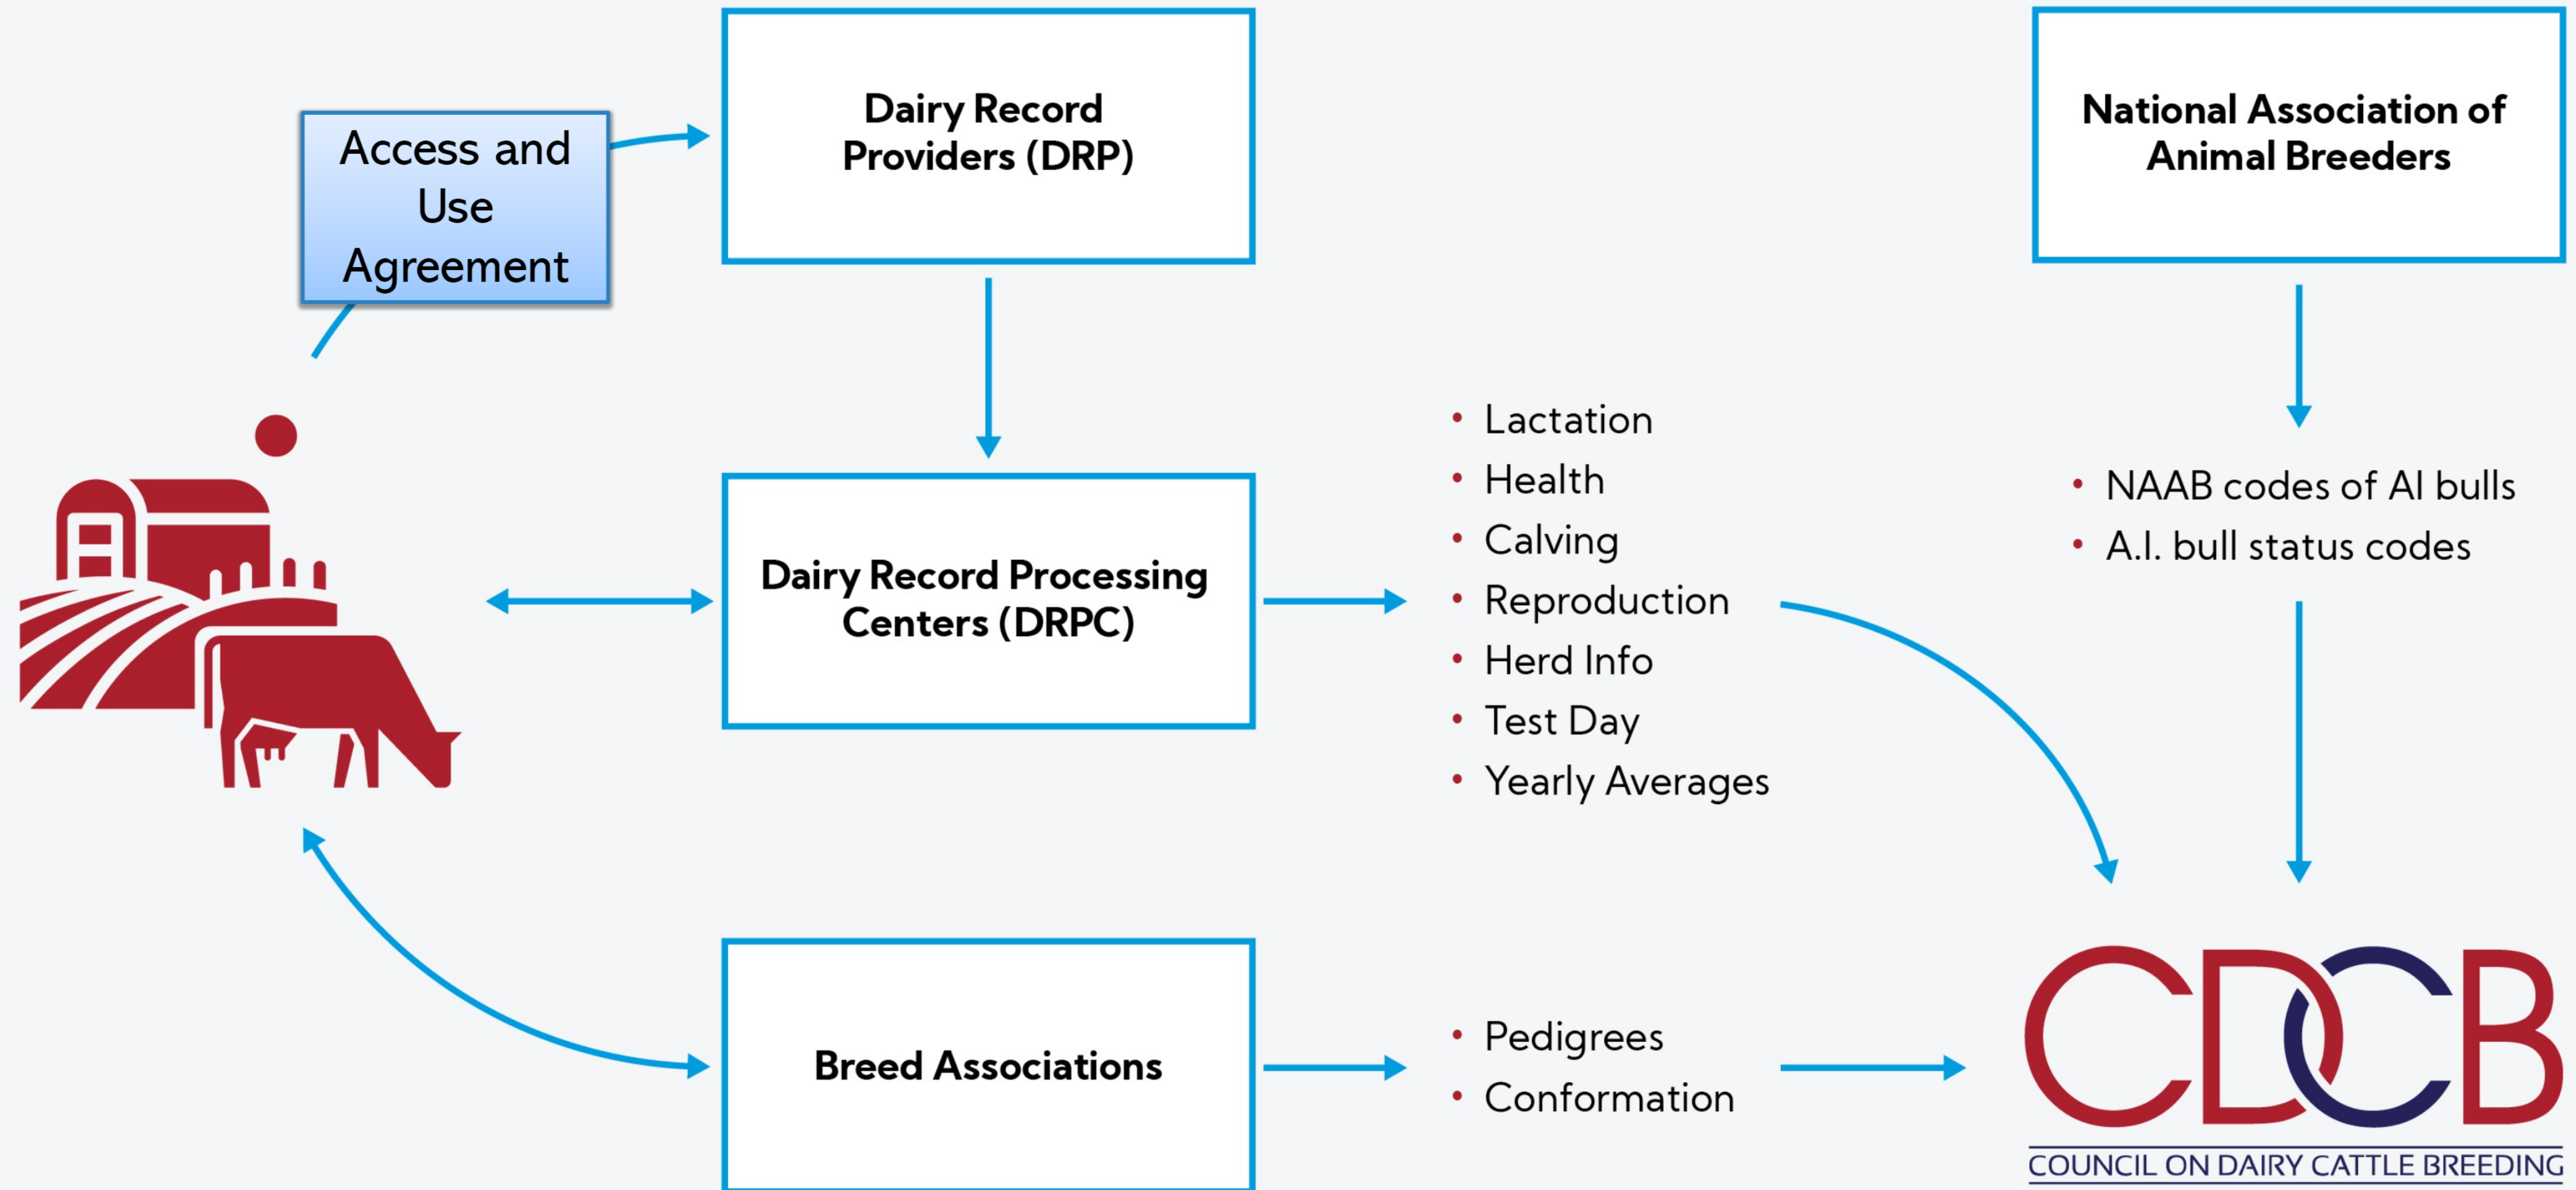 Access and
Use
Agreement
Dairy Record
Providers (DRP)
National Association of
Animal Breeders
Dairy Record Processing
Centers (DRPC)
• Lactation
• Health
• Calving
• Reproduction
• Herd Info
• Test Day
• Yearly Averages
• NAAB codes of AI bulls
• A.I. bull status codes
Breed Associations
• Pedigrees
• Conformation
CDCB
COUNCIL ON DAIRY CATTLE BREEDING